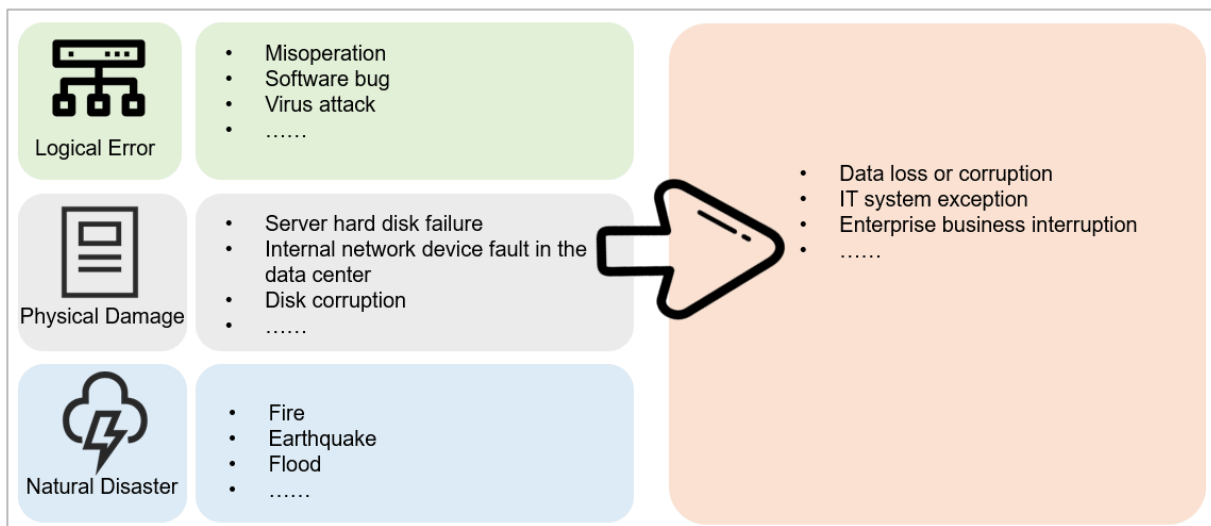 Logical Error
• Misoperation
• Software bug
• Virus attack
• ……
Physical Damage
• Server hard disk failure
• Internal network device fault in the
data center
• Disk corruption
• ……
Natural Disaster
• Fire
• Earthquake
• Flood
• ……
• Data loss or corruption
• IT system exception
• Enterprise business interruption
• ……